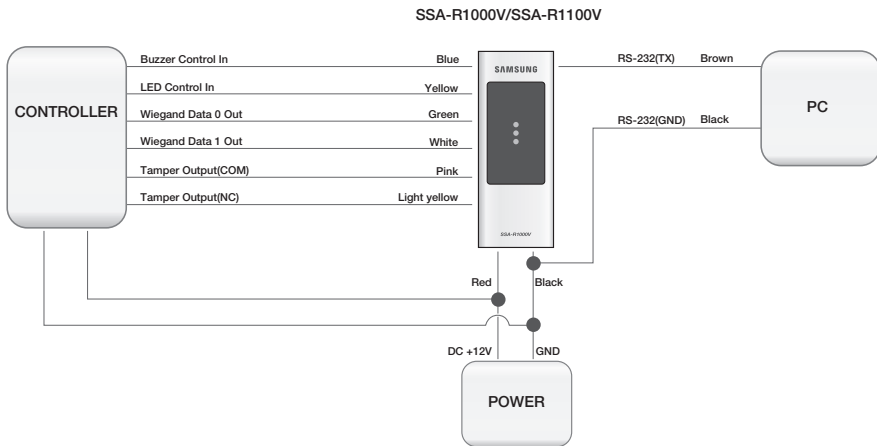 SSA-R1000V/SSA-R1100V
CONTROLLER
Buzzer Control In Blue
LED Control In Yellow
Wiegand Data 0 Out Green
Wiegand Data 1 Out White
Tamper Output(COM) Pink
Tamper Output(NC) Light yellow
SAMSUNG
SSA-R1000V
RS-232(TX) Brown
RS-232(GND) Black
PC
Red Black
DC +12V GND
POWER